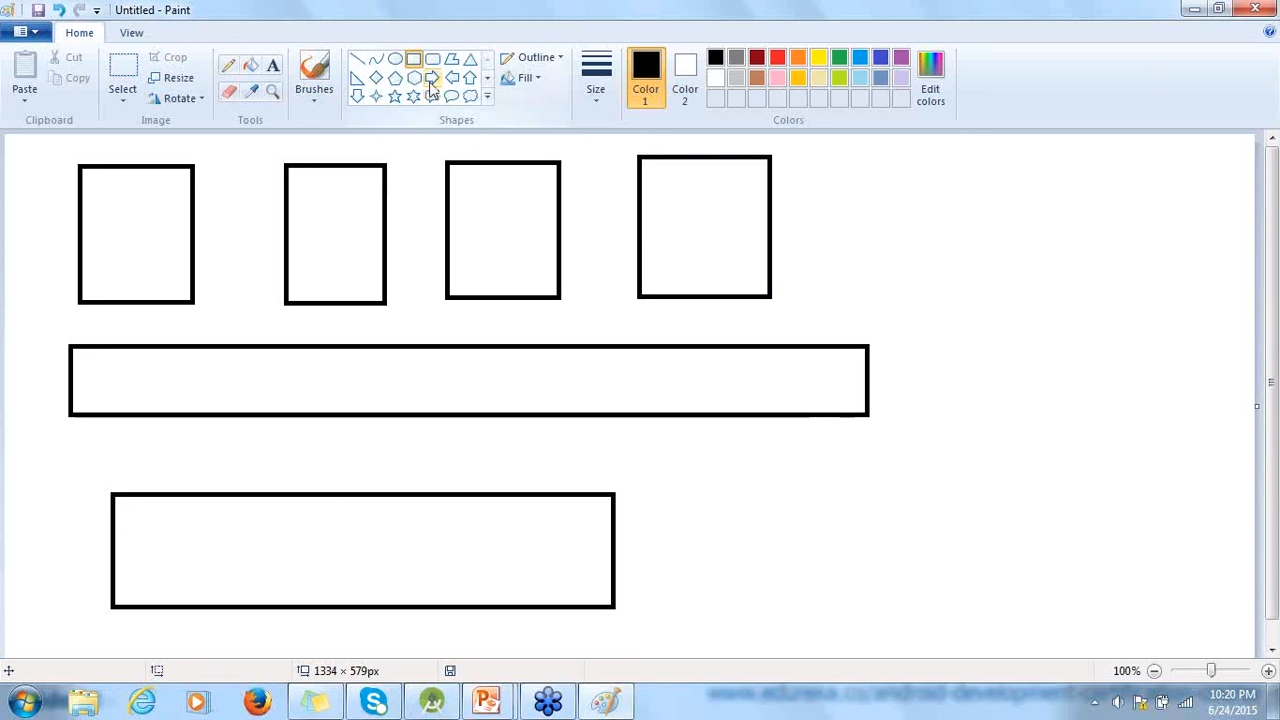 Untitled - Paint
Home
View
Paste
Cut
Copy
Clipboard
Select
Crop
Resize
Rotate
Image
A
Tools
Brushes
Outline
Fill
Shapes
Size
Color
1
Color
2
Edit
colors
Colors
1334 × 579px
100%
10:20 PM
6/24/2015